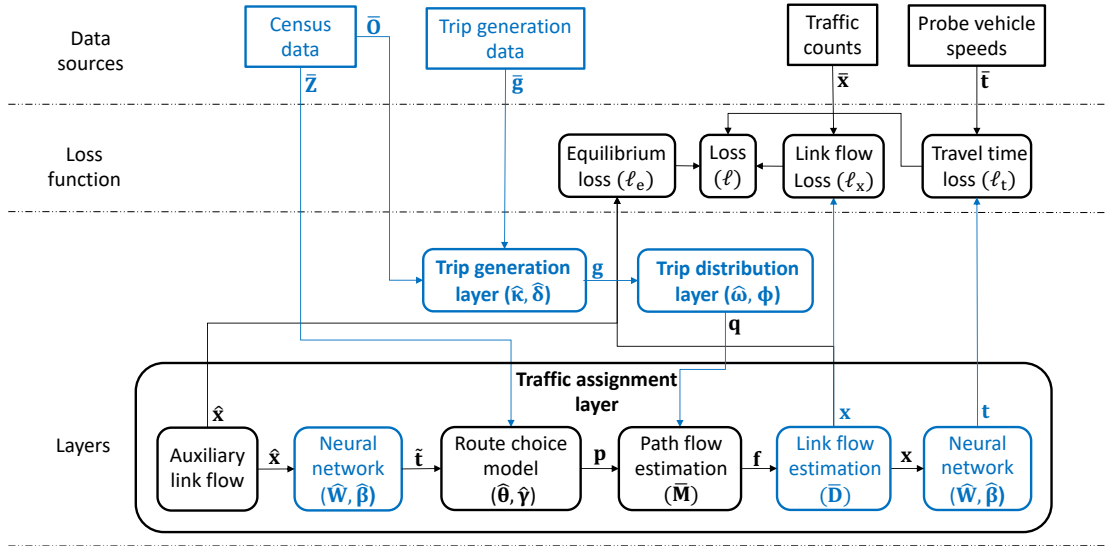 Data
sources
Census
data
Ō
Z̄
Trip generation
data
ḡ
Traffic
counts
x̄
Probe vehicle
speeds
t̄
Loss
function
Equilibrium
loss (ℓₑ)
Loss
(ℓ)
Link flow
Loss (ℓₓ)
Travel time
loss (ℓₜ)
Trip generation
layer (κ̂, δ̂)
g
Trip distribution
layer (ω̂, ϕ)
q
Layers
Traffic assignment
layer
x̂
x
t
Auxiliary
link flow
x̂
Neural
network
(Ŵ, β̂)
t̃
Route choice
model
(θ̂, γ̂)
p
Path flow
estimation
(M̄)
f
Link flow
estimation
(D̄)
x
Neural
network
(Ŵ, β̂)